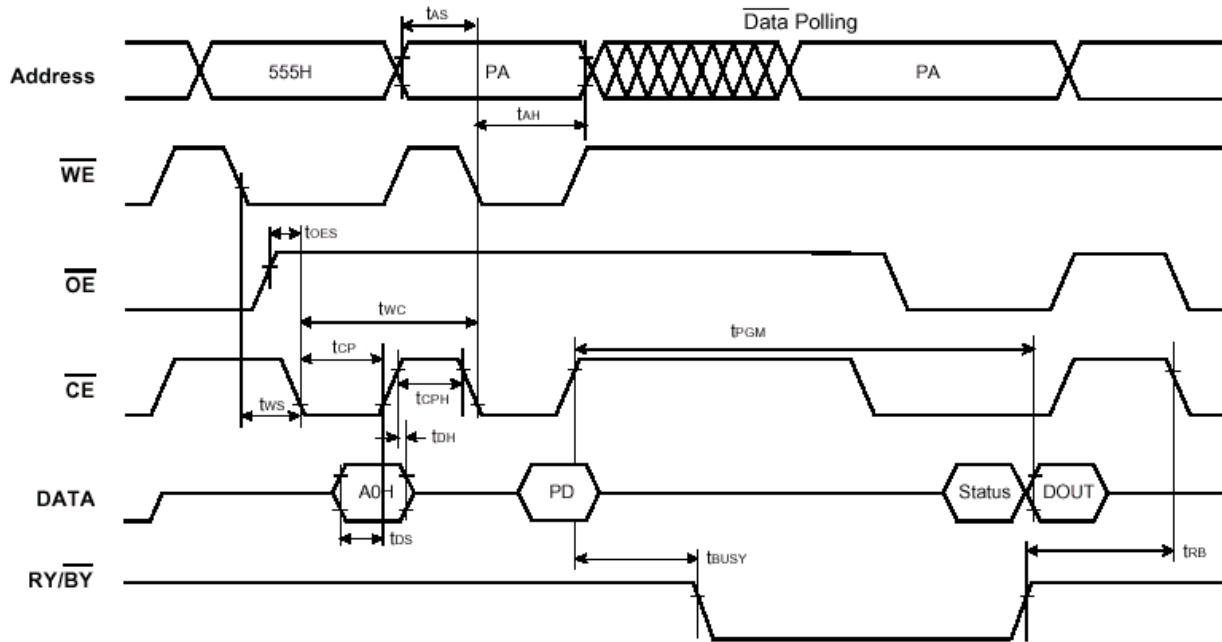 tAS
Data Polling
Address
555H
PA
PA
tAH
WE
tOES
OE
tWC
tPGM
tCP
CE
tWS
tCPH
tDH
DATA
A0H
PD
Status
DOUT
tDS
tBUSY
tRB
RY/BY